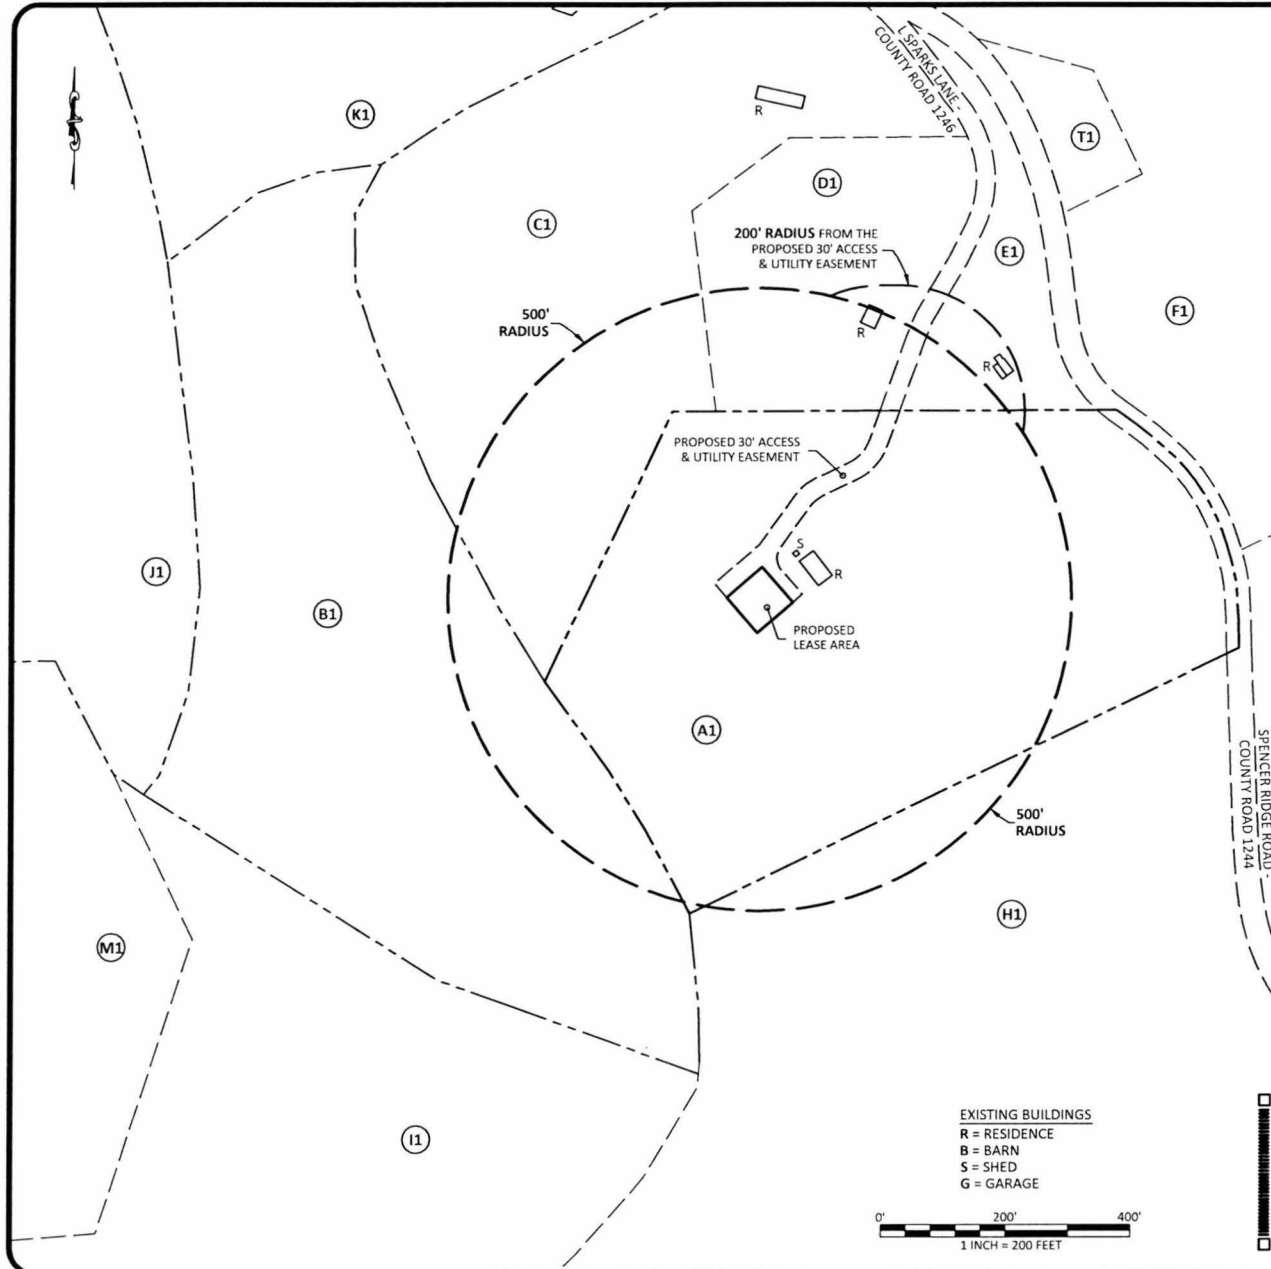 L SPARKS LANE -
COUNTY ROAD 1246
K1
R
T1
D1
C1
200' RADIUS FROM THE
PROPOSED 30' ACCESS
& UTILITY EASEMENT
E1
F1
500'
RADIUS
R
R
PROPOSED 30' ACCESS
& UTILITY EASEMENT
S
R
J1
B1
PROPOSED
LEASE AREA
A1
SPENCER RIDGE ROAD -
COUNTY ROAD 1244
500'
RADIUS
H1
M1
I1
EXISTING BUILDINGS
R = RESIDENCE
B = BARN
S = SHED
G = GARAGE
0' 200' 400'
1 INCH = 200 FEET